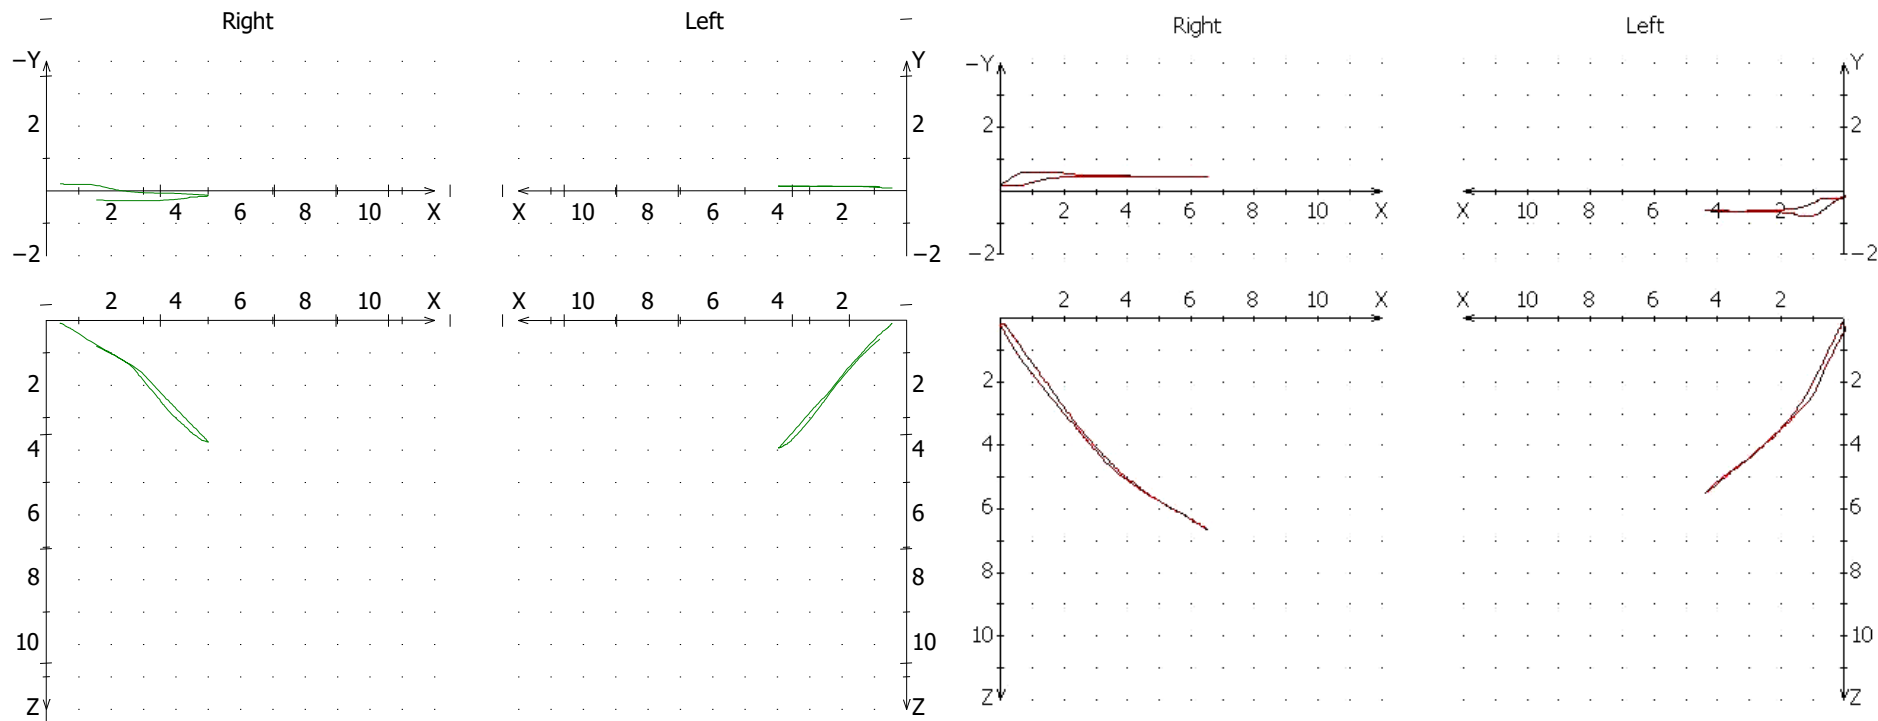 Right Left Right Left
−Y Y −Y Y
2 2 2 2
2 4 6 8 10 X X 10 8 6 4 2 2 4 6 8 10 X X 10 8 6 4 2
−2 −2 −2 −2
2 4 6 8 10 X X 10 8 6 4 2 2 4 6 8 10 X X 10 8 6 4 2
2 2 2 2
4 4 4 4
6 6 6 6
8 8 8 8
10 10 10 10
Z Z Z Z